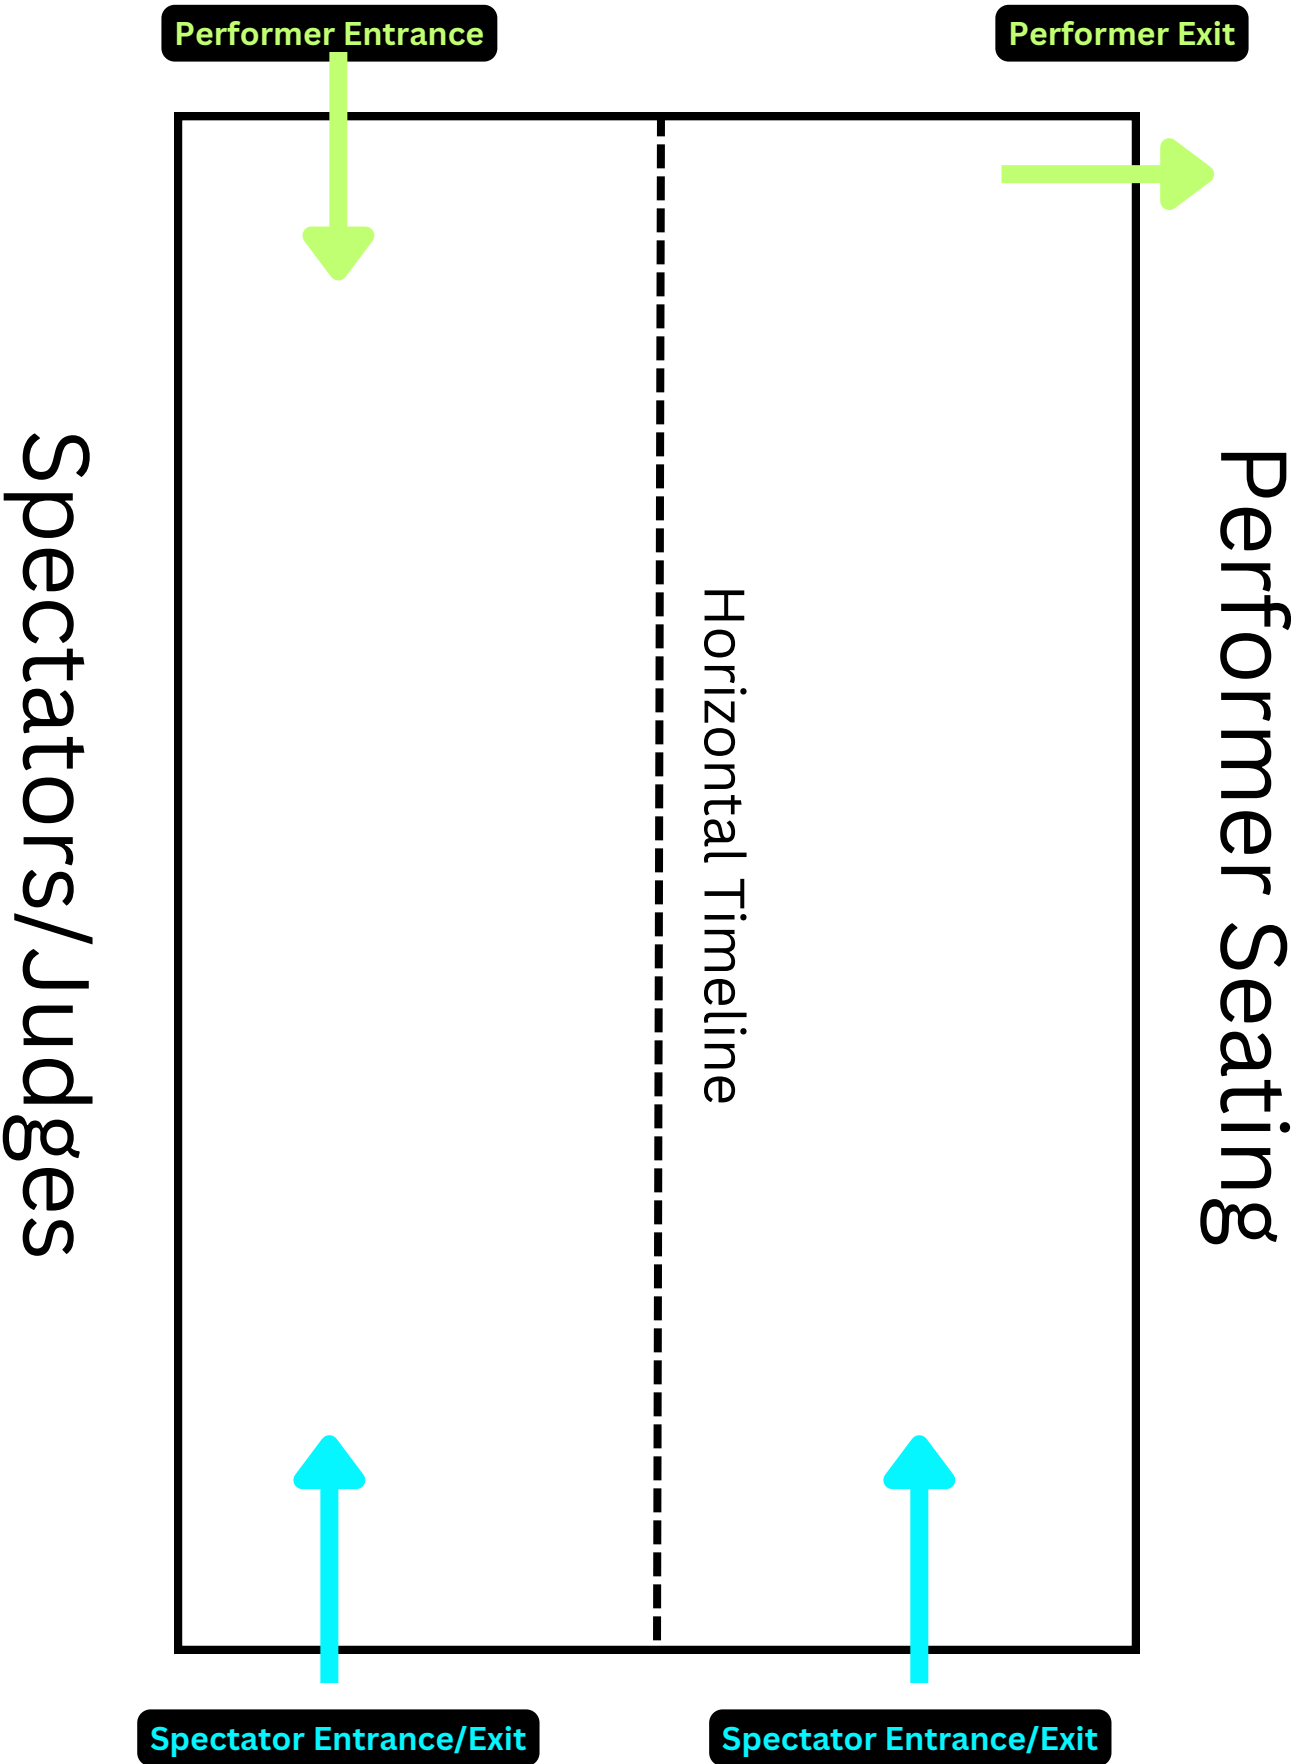 Performer Entrance
Performer Exit
Spectators/Judges
Horizontal Timeline
Performer Seating
Spectator Entrance/Exit
Spectator Entrance/Exit